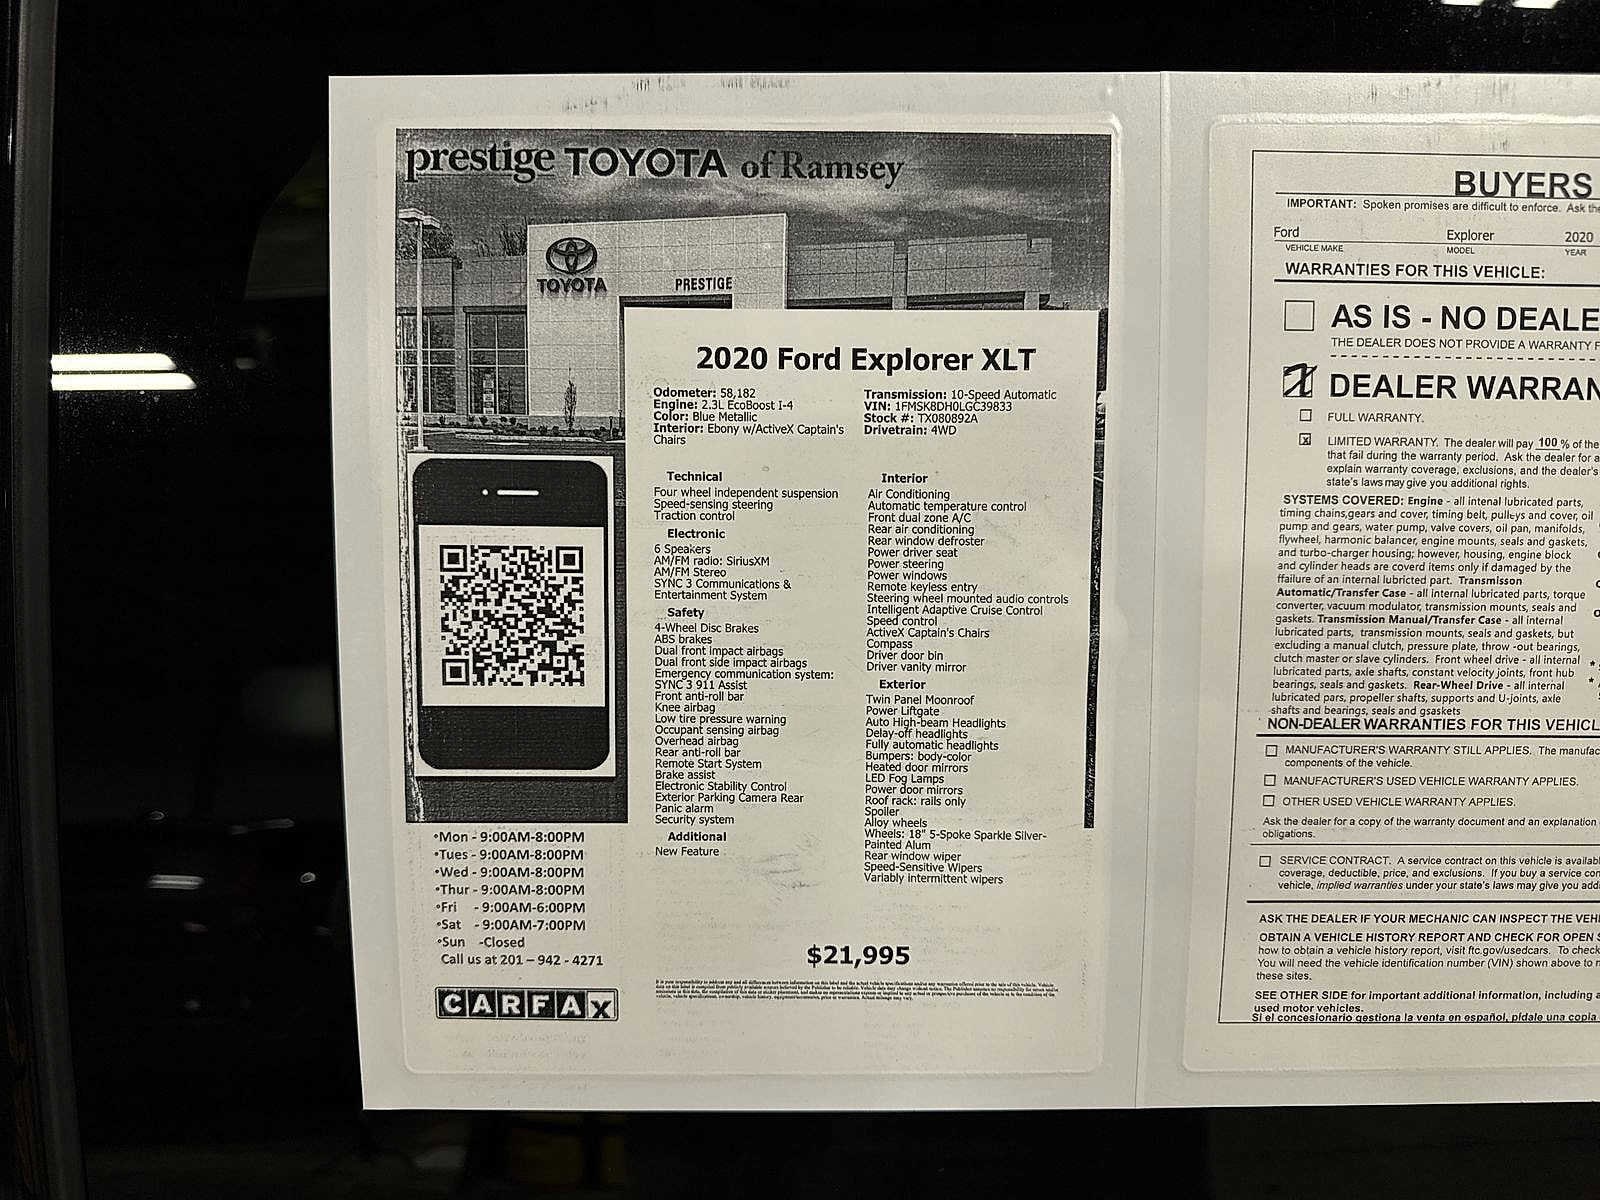 prestige TOYOTA of Ramsey
TOYOTA
PRESTIGE
2020 Ford Explorer XLT
Odometer: 58,182
Engine: 2.3L EcoBoost I-4
Color: Blue Metallic
Interior: Ebony w/ActiveX Captain's
Chairs
Transmission: 10-Speed Automatic
VIN: 1FMSK8DH0LGC39833
Stock #: TX080892A
Drivetrain: 4WD
Technical
Four wheel independent suspension
Speed-sensing steering
Traction control
Electronic
6 Speakers
AM/FM radio: SiriusXM
AM/FM Stereo
SYNC 3 Communications &
Entertainment System
Safety
4-Wheel Disc Brakes
ABS brakes
Dual front impact airbags
Dual front side impact airbags
Emergency communication system:
SYNC 3 911 Assist
Front anti-roll bar
Knee airbag
Low tire pressure warning
Occupant sensing airbag
Overhead airbag
Rear anti-roll bar
Remote Start System
Brake assist
Electronic Stability Control
Exterior Parking Camera Rear
Panic alarm
Security system
Additional
New Feature
Interior
Air Conditioning
Automatic temperature control
Front dual zone A/C
Rear air conditioning
Rear window defroster
Power driver seat
Power steering
Power windows
Remote keyless entry
Steering wheel mounted audio controls
Intelligent Adaptive Cruise Control
Speed control
ActiveX Captain's Chairs
Compass
Driver door bin
Driver vanity mirror
Exterior
Twin Panel Moonroof
Power Liftgate
Auto High-beam Headlights
Delay-off headlights
Fully automatic headlights
Bumpers: body-color
Heated door mirrors
LED Fog Lamps
Power door mirrors
Roof rack: rails only
Spoiler
Alloy wheels
Wheels: 18" 5-Spoke Sparkle Silver-
Painted Alum
Rear window wiper
Speed-Sensitive Wipers
Variably intermittent wipers
$21,995
•Mon - 9:00AM-8:00PM
•Tues - 9:00AM-8:00PM
•Wed - 9:00AM-8:00PM
•Thur - 9:00AM-8:00PM
•Fri - 9:00AM-6:00PM
•Sat - 9:00AM-7:00PM
•Sun -Closed
Call us at 201 – 942 - 4271
CARFAX
BUYERS
IMPORTANT: Spoken promises are difficult to enforce. Ask the
Ford Explorer 2020
VEHICLE MAKE MODEL YEAR
WARRANTIES FOR THIS VEHICLE:
AS IS - NO DEALE
THE DEALER DOES NOT PROVIDE A WARRANTY F
DEALER WARRAN
FULL WARRANTY.
LIMITED WARRANTY. The dealer will pay 100 % of the
that fail during the warranty period. Ask the dealer for a
explain warranty coverage, exclusions, and the dealer's
state's laws may give you additional rights.
SYSTEMS COVERED: Engine - all intenal lubricated parts,
timing chains,gears and cover, timing belt, pulleys and cover, oil
pump and gears, water pump, valve covers, oil pan, manifolds,
flywheel, harmonic balancer, engine mounts, seals and gaskets,
and turbo-charger housing; however, housing, engine block
and cylinder heads are coverd items only if damaged by the
ffailure of an internal lubricted part. Transmisson
Automatic/Transfer Case - all internal lubricated parts, torque
converter, vacuum modulator, transmission mounts, seals and
gaskets. Transmission Manual/Transfer Case - all internal
lubricated parts, transmission mounts, seals and gaskets, but
excluding a manual clutch, pressure plate, throw -out bearings,
clutch master or slave cylinders. Front wheel drive - all internal
lubricated parts, axle shafts, constant velocity joints, front hub
bearings, seals and gaskets. Rear-Wheel Drive - all internal
lubricated parts, propeller shafts, supports and U-joints, axle
shafts and bearings, seals and gsaskets
NON-DEALER WARRANTIES FOR THIS VEHICL
MANUFACTURER'S WARRANTY STILL APPLIES. The manufac
components of the vehicle.
MANUFACTURER'S USED VEHICLE WARRANTY APPLIES.
OTHER USED VEHICLE WARRANTY APPLIES.
Ask the dealer for a copy of the warranty document and an explanation
obligations.
SERVICE CONTRACT. A service contract on this vehicle is availabl
coverage, deductible, price, and exclusions. If you buy a service con
vehicle, implied warranties under your state's laws may give you addi
ASK THE DEALER IF YOUR MECHANIC CAN INSPECT THE VEHI
OBTAIN A VEHICLE HISTORY REPORT AND CHECK FOR OPEN S
how to obtain a vehicle history report, visit ftc.gov/usedcars. To check
You will need the vehicle identification number (VIN) shown above to
these sites.
SEE OTHER SIDE for important additional information, including a
used motor vehicles.
Si el concesionario gestiona la venta en español, pídale una copia